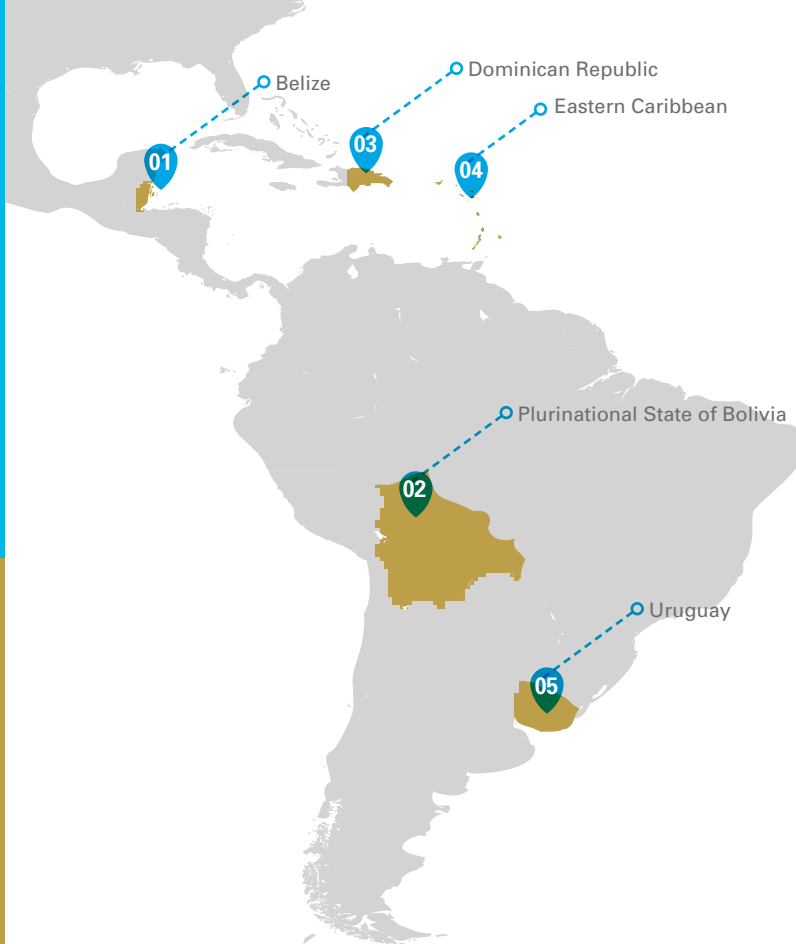 Dominican Republic
Belize
Eastern Caribbean
03
01
04
Plurinational State of Bolivia
02
Uruguay
05